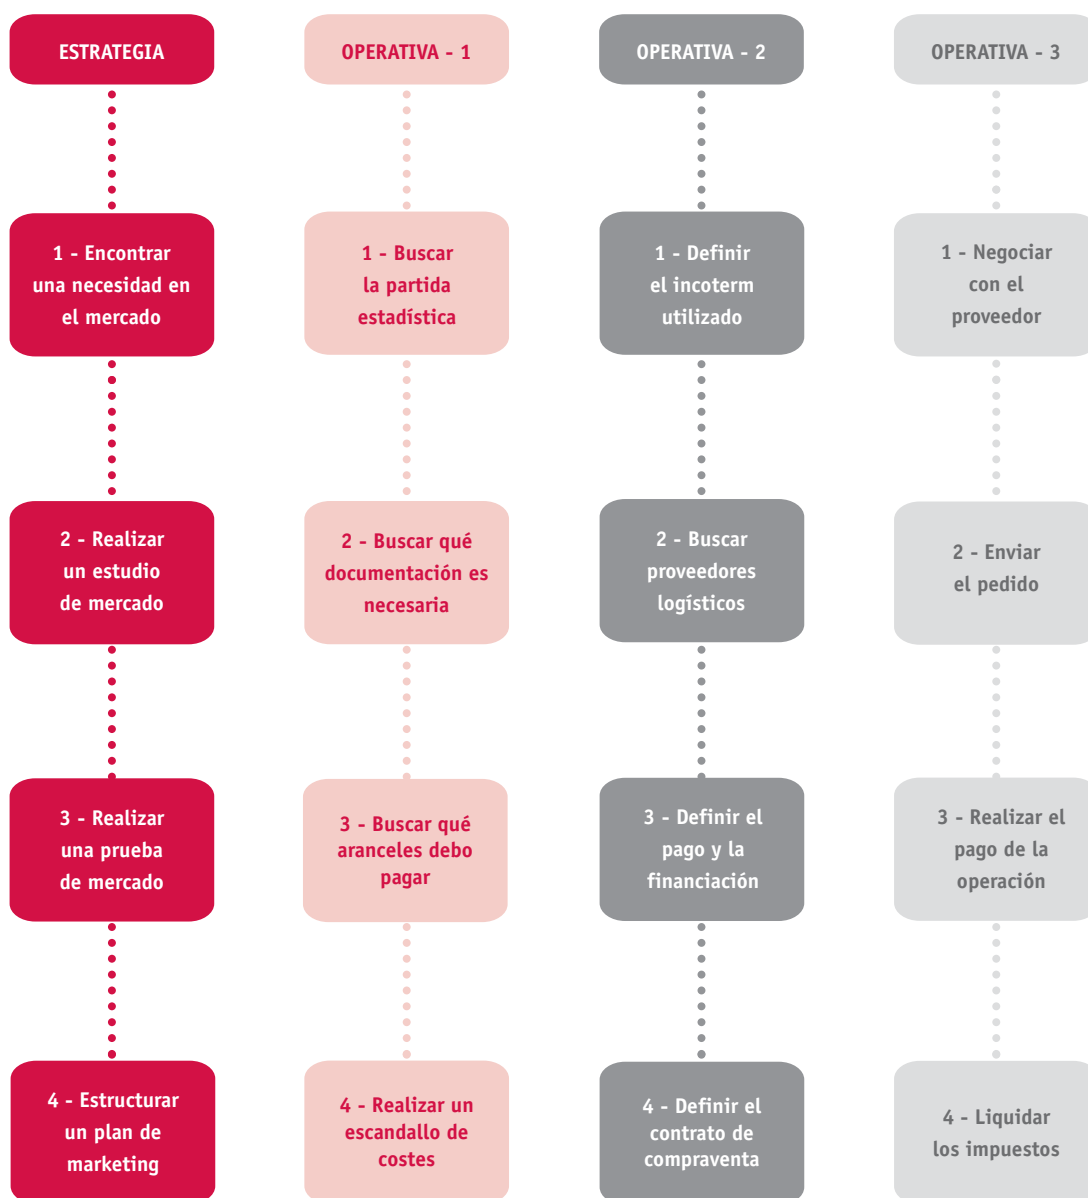 ESTRATEGIA
1 - Encontrar
una necesidad en
el mercado
2 - Realizar
un estudio
de mercado
3 - Realizar
una prueba
de mercado
4 - Estructurar
un plan de
marketing
OPERATIVA - 1
1 - Buscar
la partida
estadística
2 - Buscar qué
documentación es
necesaria
3 - Buscar qué
aranceles debo
pagar
4 - Realizar un
escandallo de
costes
OPERATIVA - 2
1 - Definir
el incoterm
utilizado
2 - Buscar
proveedores
logísticos
3 - Definir el
pago y la
financiación
4 - Definir el
contrato de
compraventa
OPERATIVA - 3
1 - Negociar
con el
proveedor
2 - Enviar
el pedido
3 - Realizar el
pago de la
operación
4 - Liquidar
los impuestos